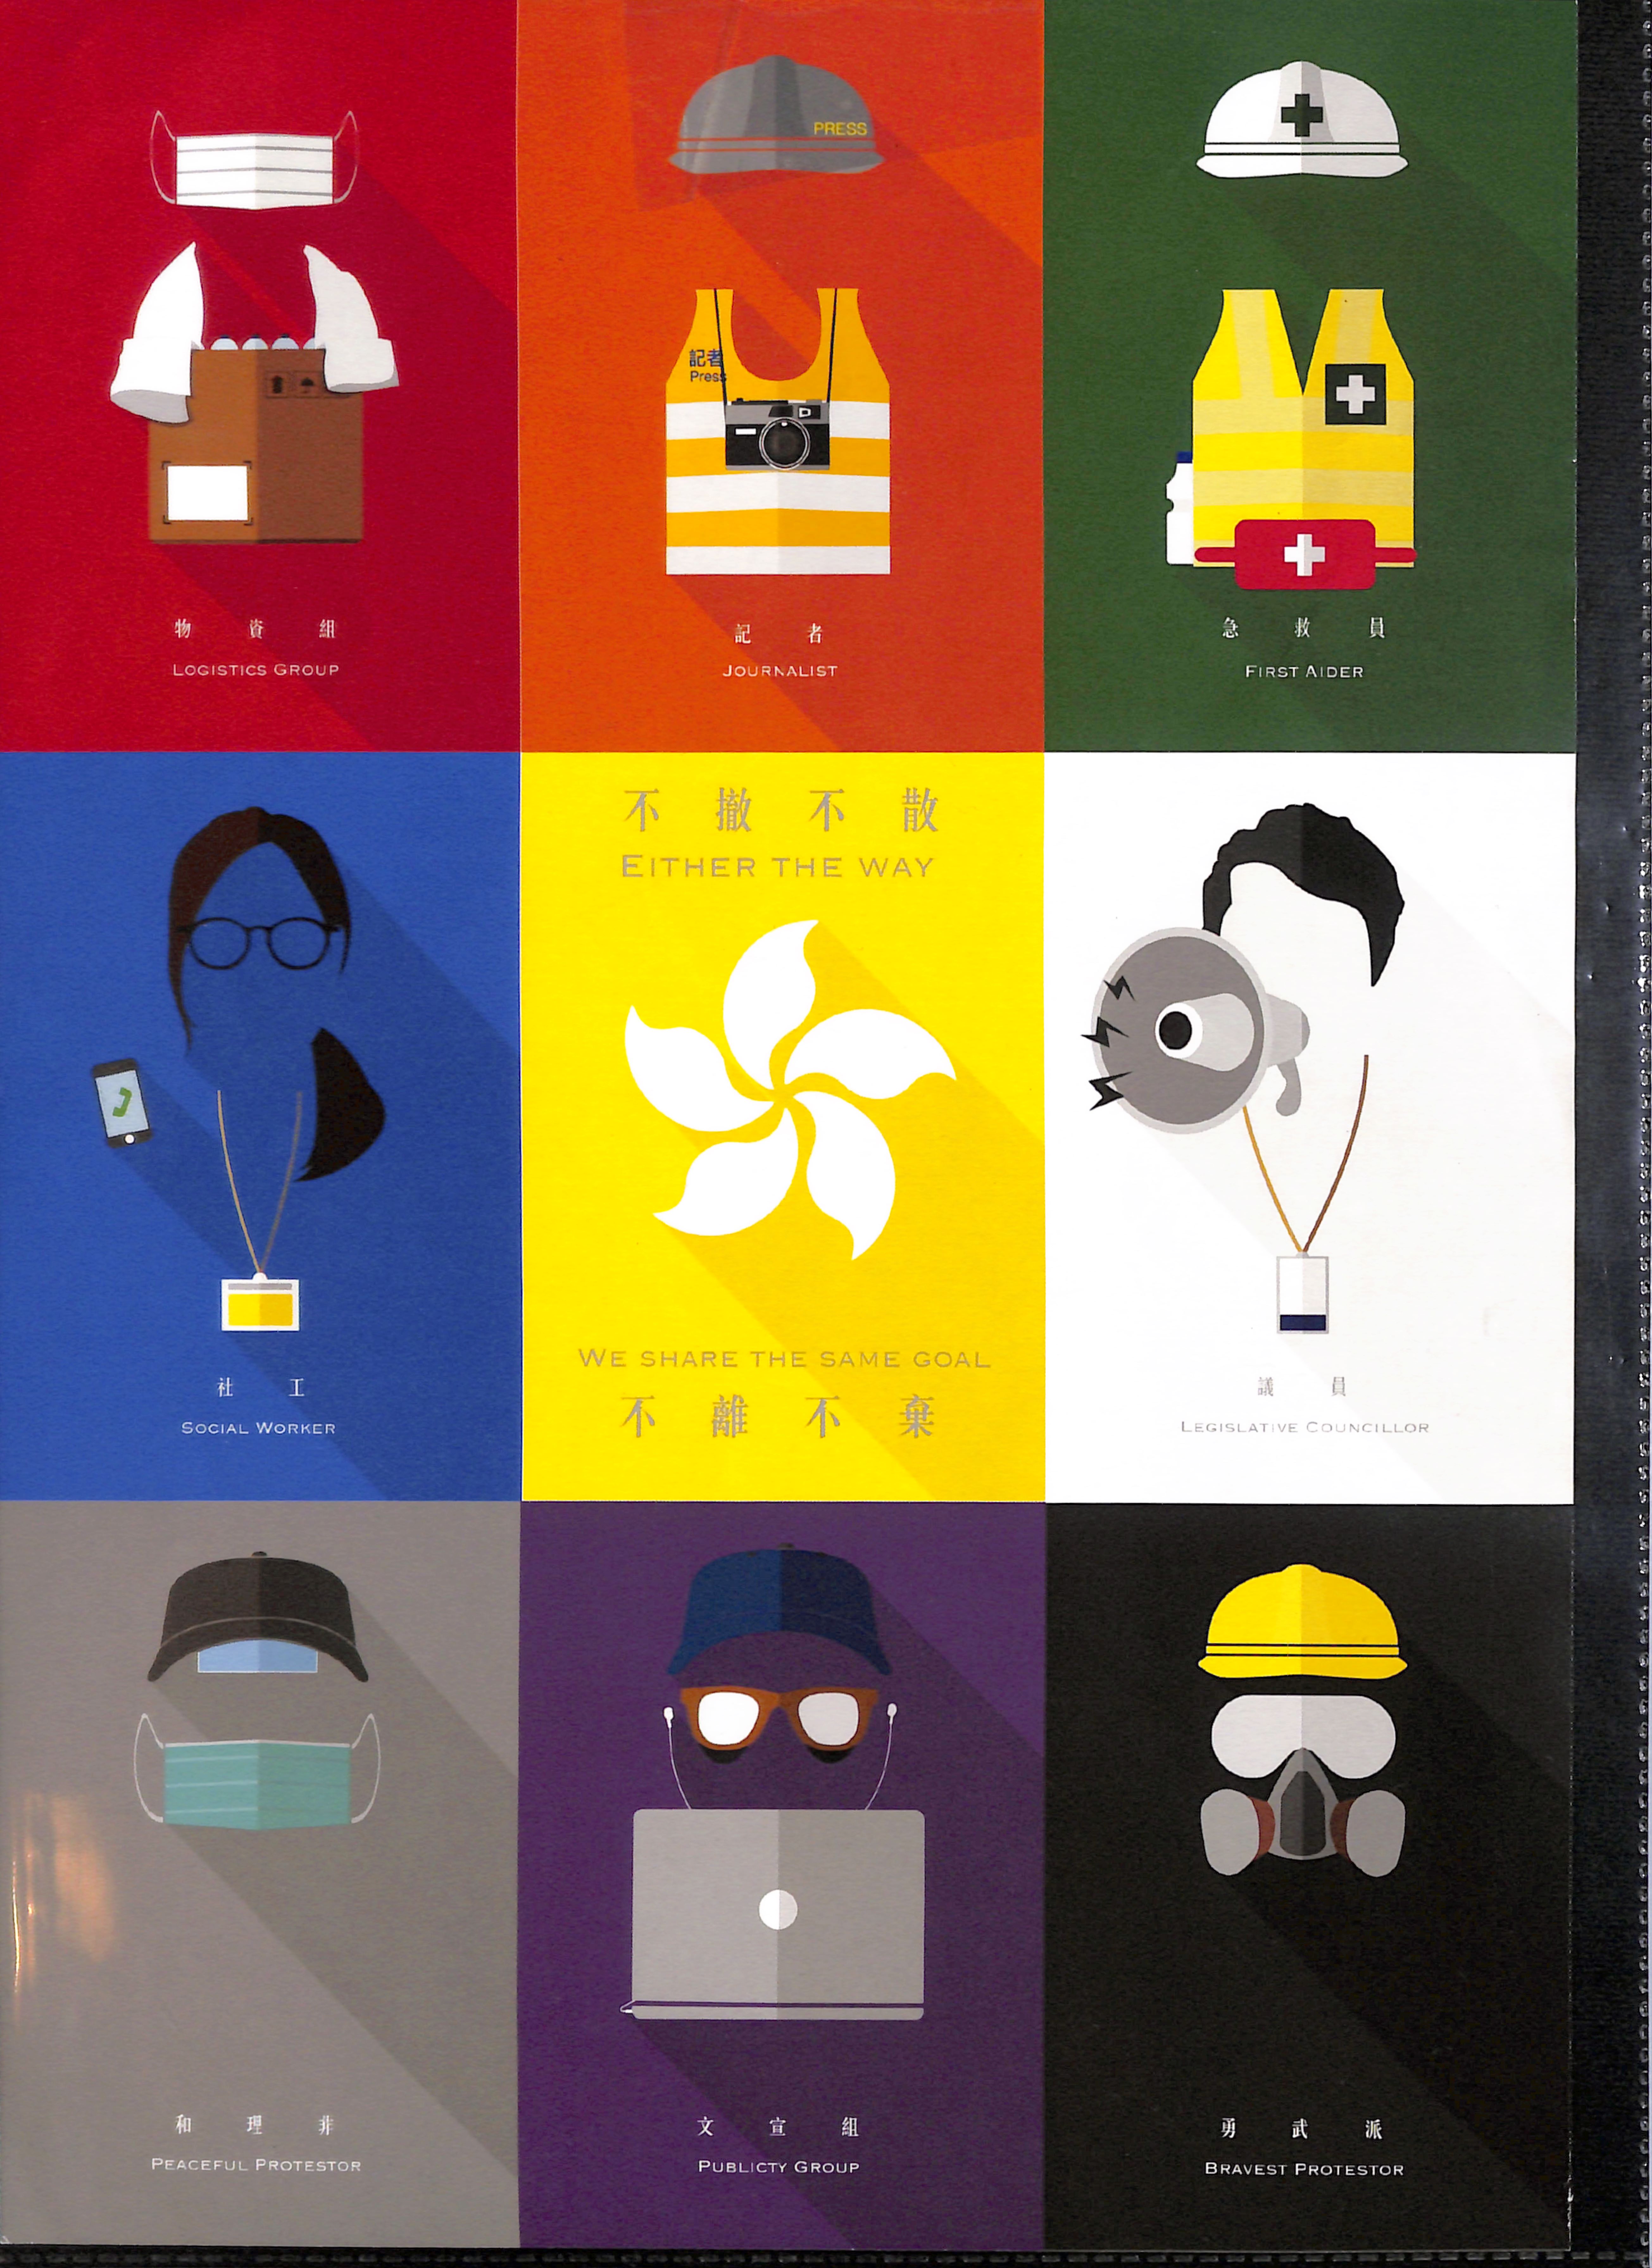 PRESS
記者
Press
物資組
LOGISTICS GROUP
記者
JOURNALIST
急救員
FIRST AIDER
不撤不散
EITHER THE WAY
WE SHARE THE SAME GOAL
不離不棄
社工
SOCIAL WORKER
議員
LEGISLATIVE COUNCILLOR
和理非
PEACEFUL PROTESTOR
文宣組
PUBLICTY GROUP
勇武派
BRAVEST PROTESTOR